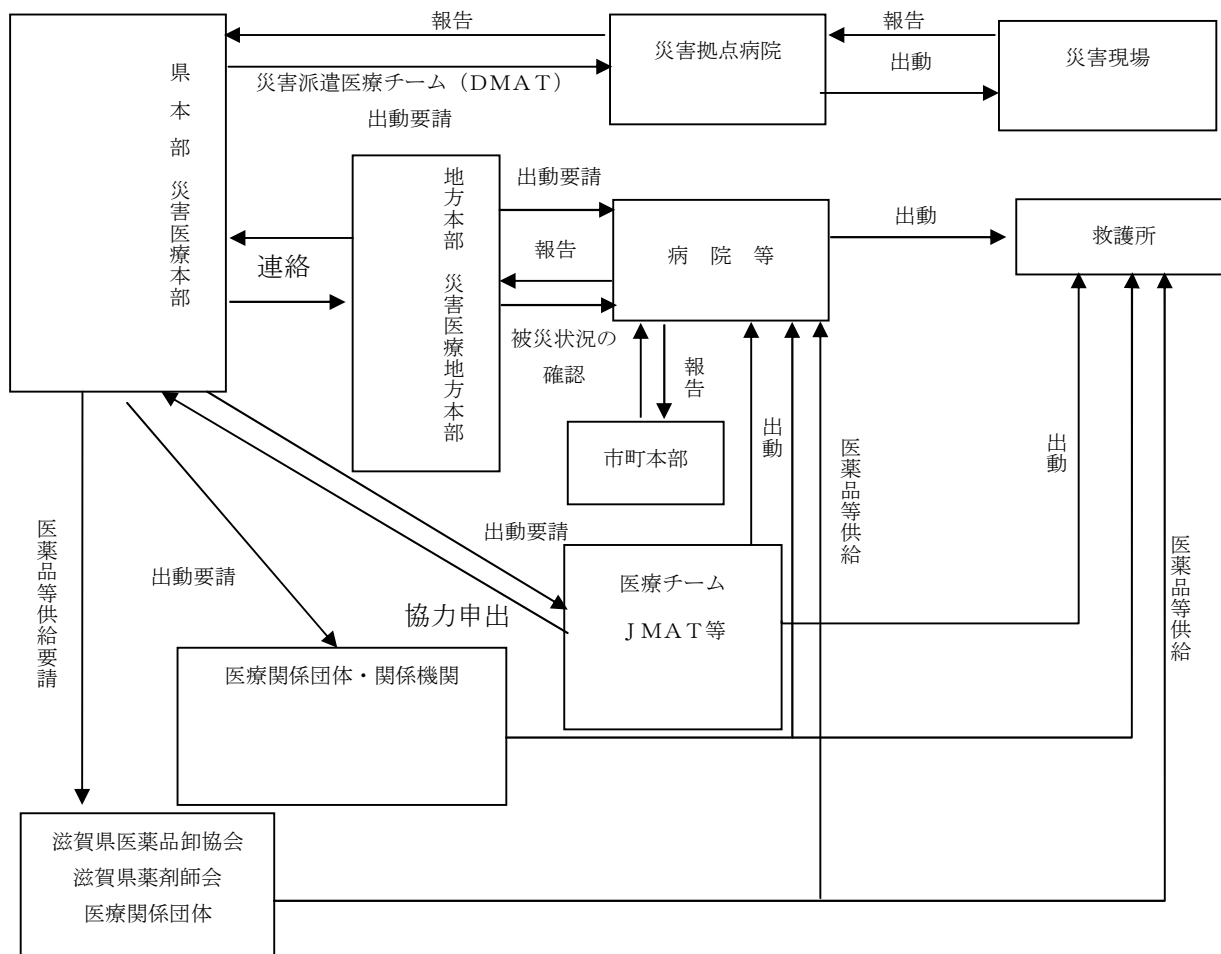 報告
報告
災害拠点病院
災害現場
出動
県本部 災害医療本部
災害派遣医療チーム（DMAT）
出動要請
地方本部 災害医療地方本部
出動要請
出動
救護所
報告
病 院 等
連絡
被災状況の
確認
報告
出動
医薬品等供給
市町本部
出動
医薬品等供給
医薬品等供給要請
出動要請
出動要請
協力申出
医療チーム
ＪＭＡＴ等
医療関係団体・関係機関
滋賀県医薬品卸協会
滋賀県薬剤師会
医療関係団体